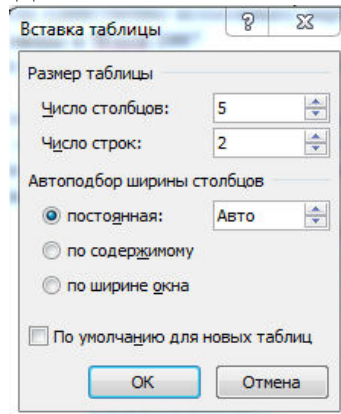 Вставка таблицы
Размер таблицы
Число столбцов: 5
Число строк: 2
Автоподбор ширины столбцов
постоянная: Авто
по содержимому
по ширине окна
По умолчанию для новых таблиц
ОК Отмена